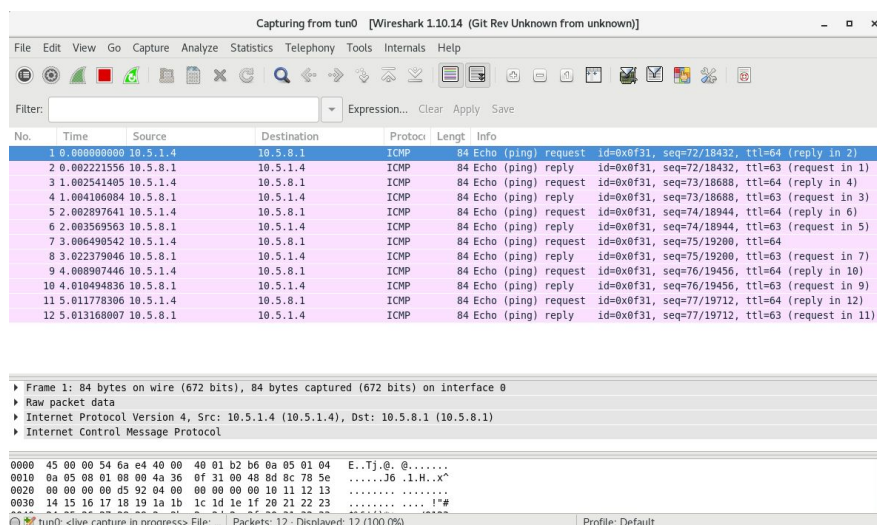 Capturing from tun0 [Wireshark 1.10.14 (Git Rev Unknown from unknown)]
File Edit View Go Capture Analyze Statistics Telephony Tools Internals Help
Filter: Expression... Clear Apply Save
No. Time Source Destination Protocc Lengt Info
1 0.000000000 10.5.1.4 10.5.8.1 ICMP 84 Echo (ping) request id=0x0f31, seq=72/18432, ttl=64 (reply in 2)
2 0.002221556 10.5.8.1 10.5.1.4 ICMP 84 Echo (ping) reply id=0x0f31, seq=72/18432, ttl=63 (request in 1)
3 1.002541405 10.5.1.4 10.5.8.1 ICMP 84 Echo (ping) request id=0x0f31, seq=73/18688, ttl=64 (reply in 4)
4 1.004106084 10.5.8.1 10.5.1.4 ICMP 84 Echo (ping) reply id=0x0f31, seq=73/18688, ttl=63 (request in 3)
5 2.002897641 10.5.1.4 10.5.8.1 ICMP 84 Echo (ping) request id=0x0f31, seq=74/18944, ttl=64 (reply in 6)
6 2.003569563 10.5.8.1 10.5.1.4 ICMP 84 Echo (ping) reply id=0x0f31, seq=74/18944, ttl=63 (request in 5)
7 3.006490542 10.5.1.4 10.5.8.1 ICMP 84 Echo (ping) request id=0x0f31, seq=75/19200, ttl=64
8 3.022379046 10.5.8.1 10.5.1.4 ICMP 84 Echo (ping) reply id=0x0f31, seq=75/19200, ttl=63 (request in 7)
9 4.008907446 10.5.1.4 10.5.8.1 ICMP 84 Echo (ping) request id=0x0f31, seq=76/19456, ttl=64 (reply in 10)
10 4.010494836 10.5.8.1 10.5.1.4 ICMP 84 Echo (ping) reply id=0x0f31, seq=76/19456, ttl=63 (request in 9)
11 5.011778306 10.5.1.4 10.5.8.1 ICMP 84 Echo (ping) request id=0x0f31, seq=77/19712, ttl=64 (reply in 12)
12 5.013168007 10.5.8.1 10.5.1.4 ICMP 84 Echo (ping) reply id=0x0f31, seq=77/19712, ttl=63 (request in 11)
Frame 1: 84 bytes on wire (672 bits), 84 bytes captured (672 bits) on interface 0
Raw packet data
Internet Protocol Version 4, Src: 10.5.1.4 (10.5.1.4), Dst: 10.5.8.1 (10.5.8.1)
Internet Control Message Protocol
0000 45 00 00 54 6a e4 40 00 40 01 b2 b6 0a 05 01 04 E..Tj.@. @.......
0010 0a 05 08 01 08 00 4a 36 0f 31 00 48 8d 8c 78 5e ......J6 .1.H..x^
0020 00 00 00 00 d5 92 04 00 00 00 00 00 10 11 12 13 ........ ........
0030 14 15 16 17 18 19 1a 1b 1c 1d 1e 1f 20 21 22 23 ........ .... !"#
tun0: <live capture in progress> File: ... Packets: 12 · Displayed: 12 (100.0%) Profile: Default